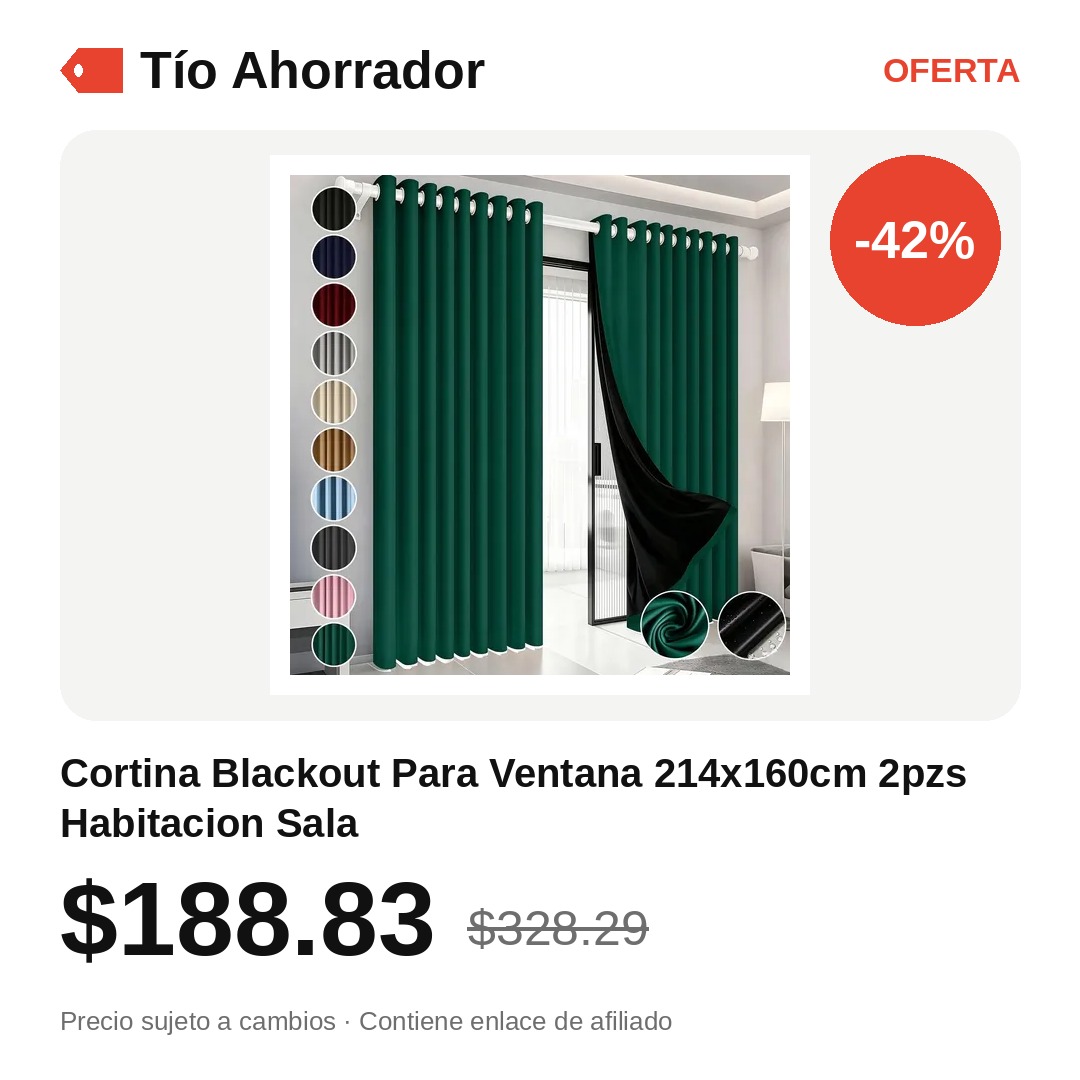 Tío Ahorrador
OFERTA
-42%
Cortina Blackout Para Ventana 214x160cm 2pzs
Habitacion Sala
$188.83 $328.29
Precio sujeto a cambios · Contiene enlace de afiliado